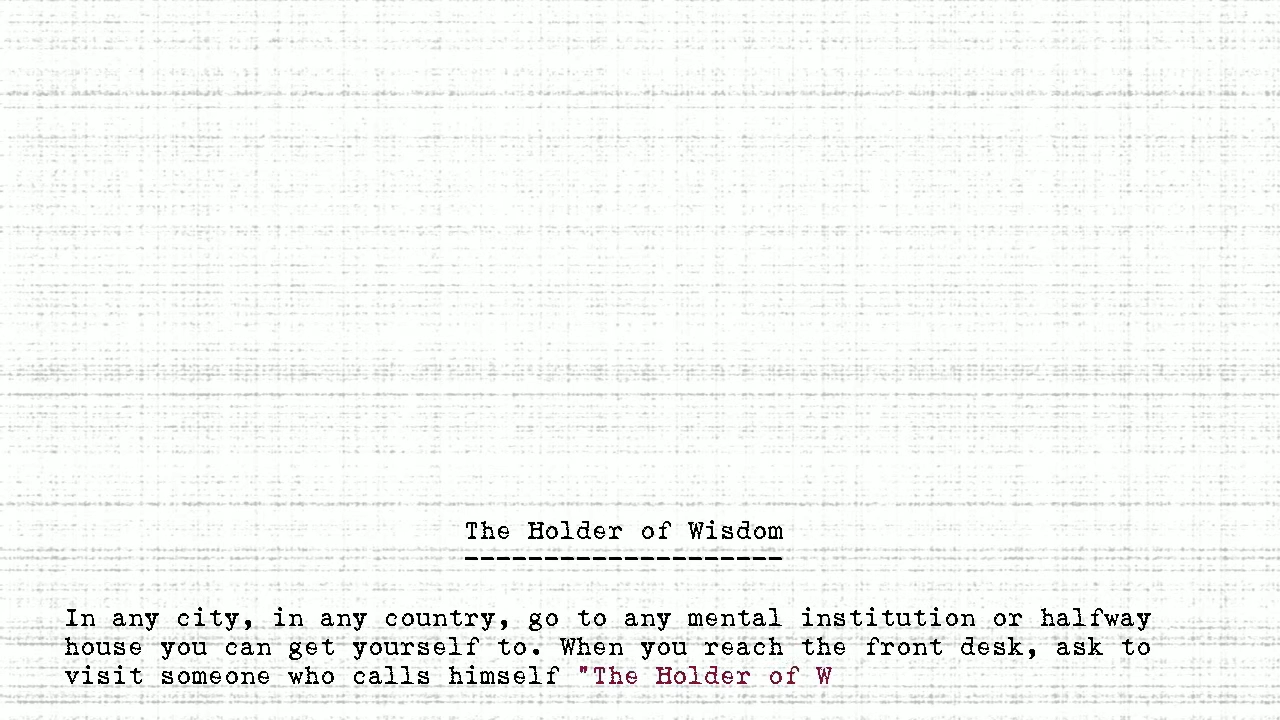 The Holder of Wisdom
--------------------
In any city, in any country, go to any mental institution or halfway
house you can get yourself to. When you reach the front desk, ask to
visit someone who calls himself "The Holder of W